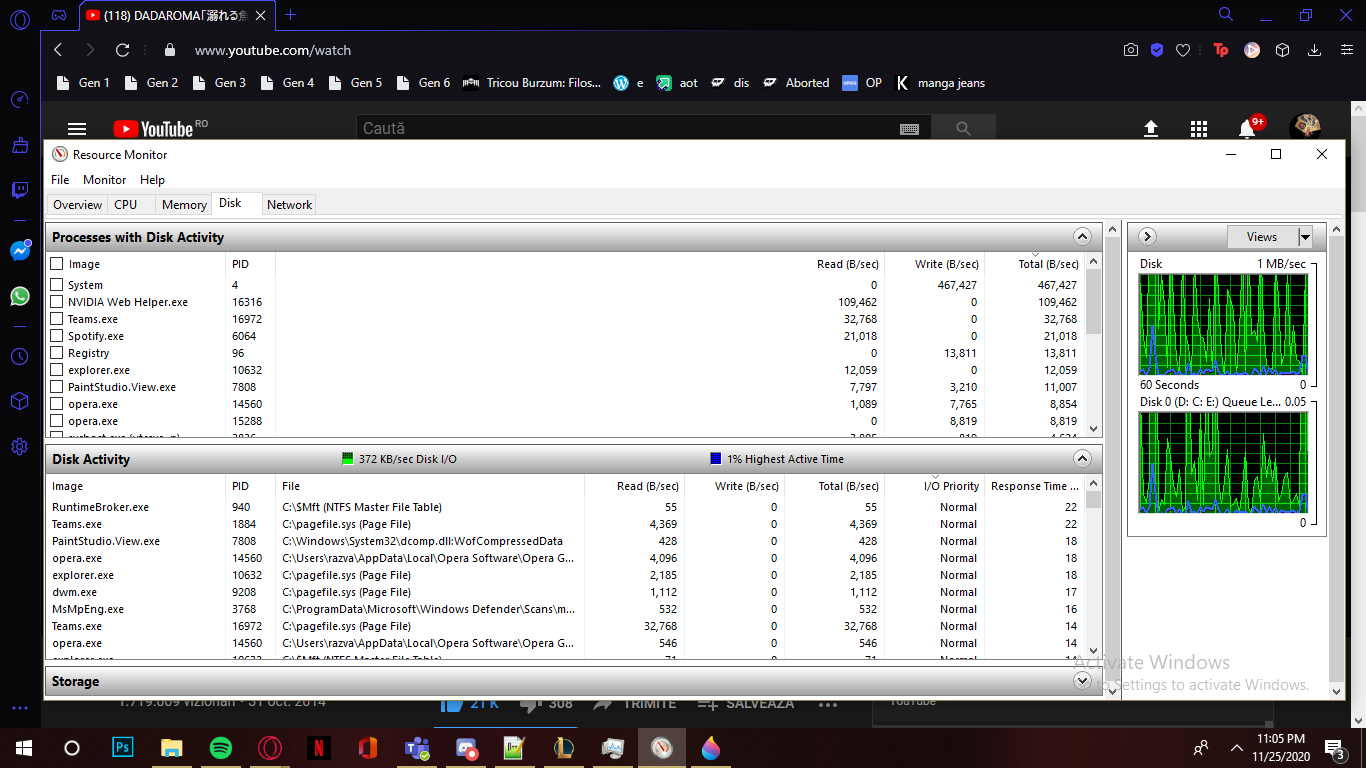 (118) DADAROMA「溺れる魚
www.youtube.com/watch
Tp
Gen 1 Gen 2 Gen 3 Gen 4 Gen 5 Gen 6 Tricou Burzum: Filos... e aot dis Aborted OP manga jeans
YouTube RO
Caută
9+
Resource Monitor
File Monitor Help
Overview CPU Memory Disk Network
Processes with Disk Activity
Image PID Read (B/sec) Write (B/sec) Total (B/sec)
System 4 0 467,427 467,427
NVIDIA Web Helper.exe 16316 109,462 0 109,462
Teams.exe 16972 32,768 0 32,768
Spotify.exe 6064 21,018 0 21,018
Registry 96 0 13,811 13,811
explorer.exe 10632 12,059 0 12,059
PaintStudio.View.exe 7808 7,797 3,210 11,007
opera.exe 14560 1,089 7,765 8,854
opera.exe 15288 0 8,819 8,819
Disk Activity 372 KB/sec Disk I/O 1% Highest Active Time
Image PID File Read (B/sec) Write (B/sec) Total (B/sec) I/O Priority Response Time ...
RuntimeBroker.exe 940 C:\$Mft (NTFS Master File Table) 55 0 55 Normal 22
Teams.exe 1884 C:\pagefile.sys (Page File) 4,369 0 4,369 Normal 22
PaintStudio.View.exe 7808 C:\Windows\System32\dcomp.dll:WofCompressedData 428 0 428 Normal 18
opera.exe 14560 C:\Users\razva\AppData\Local\Opera Software\Opera G... 4,096 0 4,096 Normal 18
explorer.exe 10632 C:\pagefile.sys (Page File) 2,185 0 2,185 Normal 18
dwm.exe 9208 C:\pagefile.sys (Page File) 1,112 0 1,112 Normal 17
MsMpEng.exe 3768 C:\ProgramData\Microsoft\Windows Defender\Scans\m... 532 0 532 Normal 16
Teams.exe 16972 C:\pagefile.sys (Page File) 32,768 0 32,768 Normal 14
opera.exe 14560 C:\Users\razva\AppData\Local\Opera Software\Opera G... 546 0 546 Normal 14
Storage
Views
Disk 1 MB/sec
60 Seconds 0
Disk 0 (D: C: E:) Queue Le... 0.05
0
Activate Windows
Go to Settings to activate Windows.
1.719.009 vizionări • 31 oct. 2014 21 K 308 TRIMITE SALVEAZĂ
YouTube
Ps
N
11:05 PM
11/25/2020
3